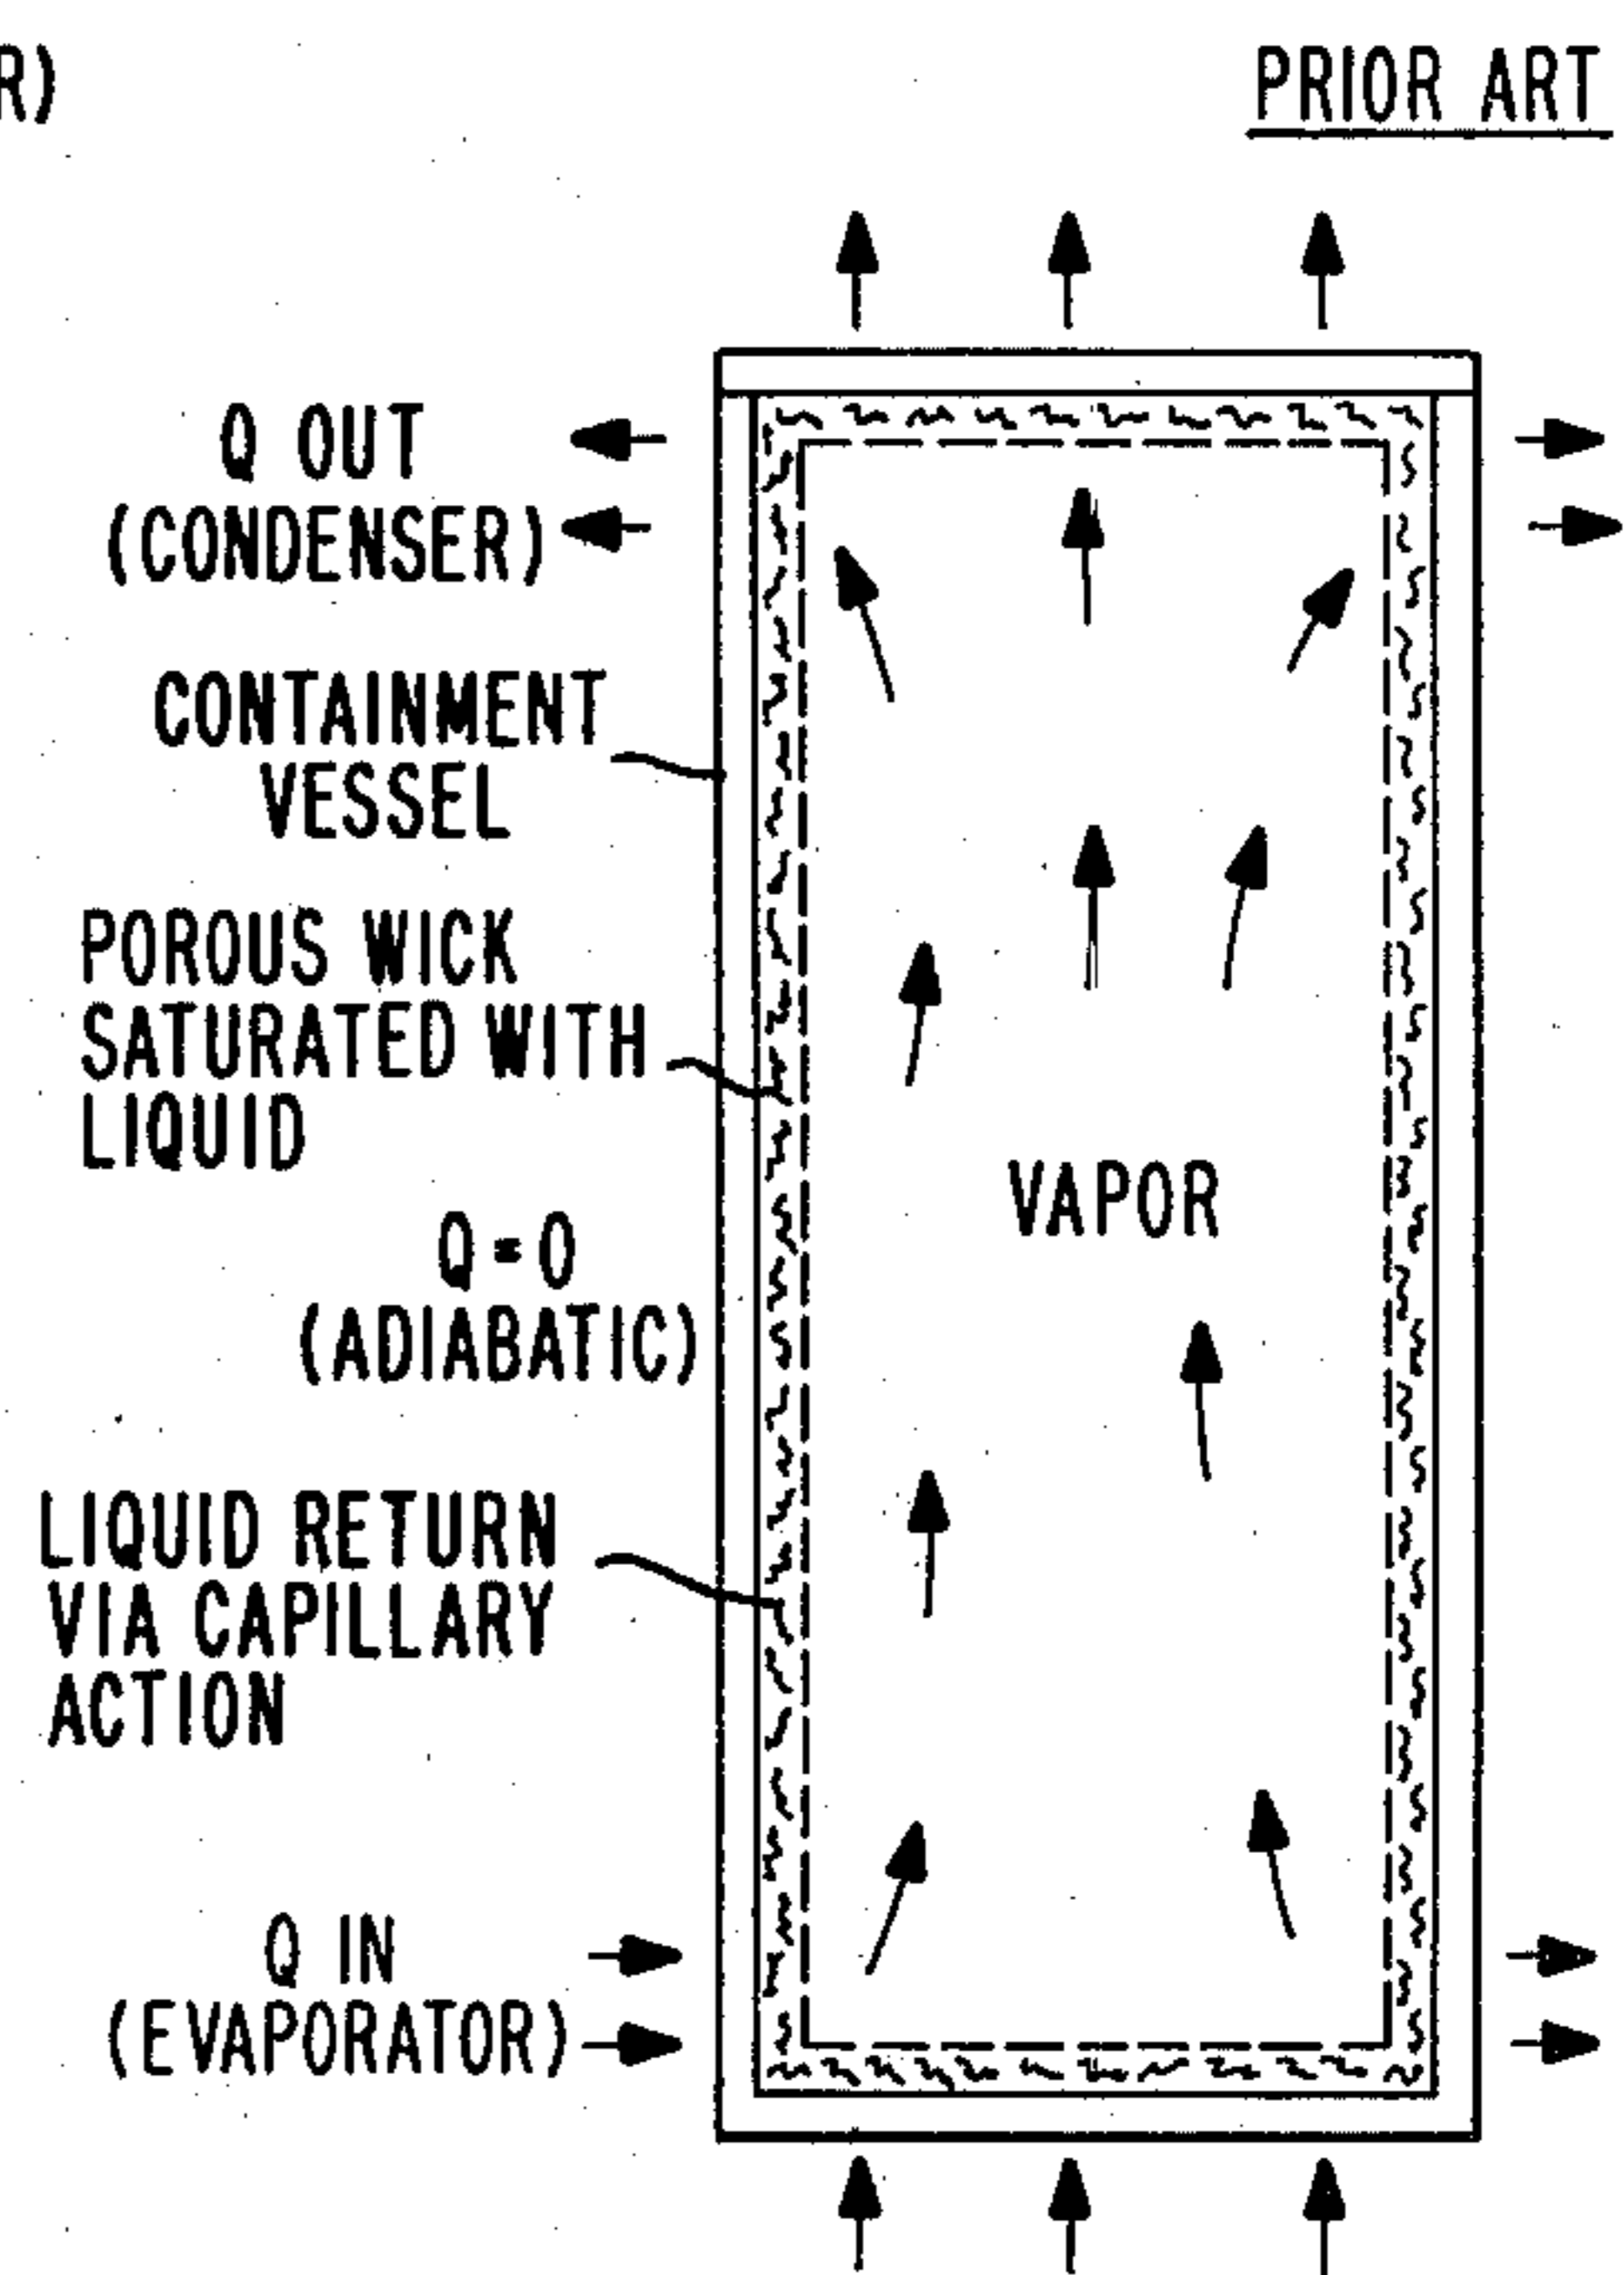 R)
PRIOR ART
Q OUT
(CONDENSER)
CONTAINMENT
VESSEL
POROUS WICK
SATURATED WITH
LIQUID
VAPOR
Q = 0
(ADIABATIC)
LIQUID RETURN
VIA CAPILLARY
ACTION
Q IN
(EVAPORATOR)